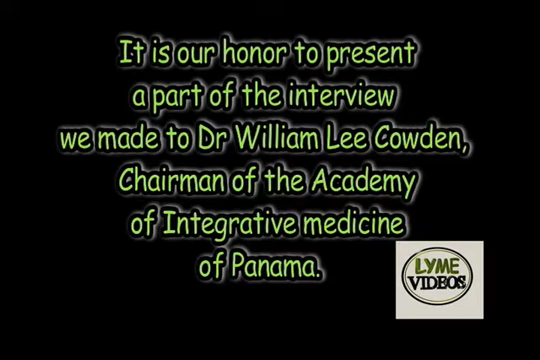 It is our honor to present
a part of the interview
we made to Dr William Lee Cowden,
Chairman of the Academy
of Integrative medicine
of Panama.
LYME
VIDEOS